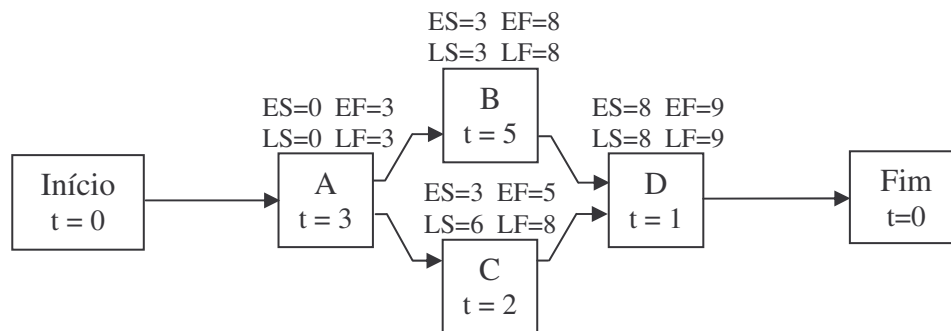 ES=3 EF=8
LS=3 LF=8
B
t = 5
ES=0 EF=3
LS=0 LF=3
A
t = 3
ES=8 EF=9
LS=8 LF=9
D
t = 1
Início
t = 0
Fim
t=0
ES=3 EF=5
LS=6 LF=8
C
t = 2